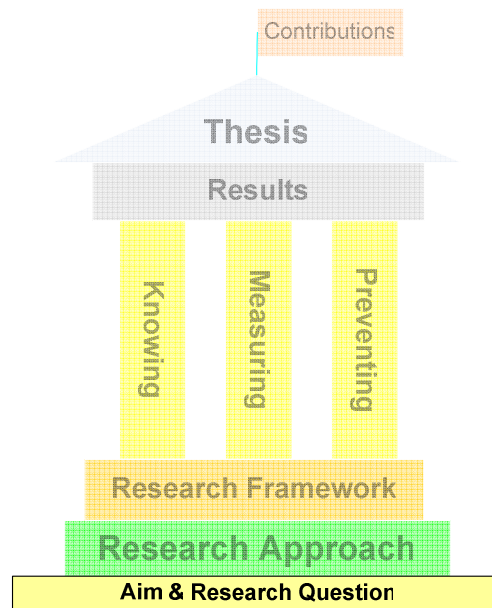 Contributions
Thesis
Results
Knowing
Measuring
Preventing
Research Framework
Research Approach
Aim & Research Question